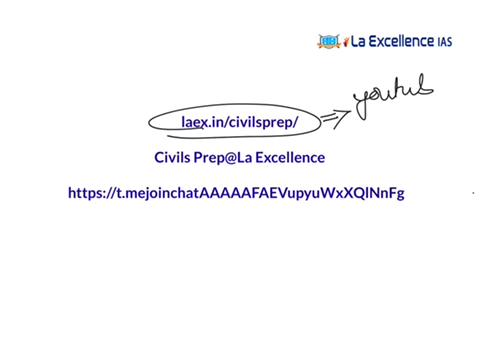 La Excellence IAS
youtub
laex.in/civilsprep/
Civils Prep@La Excellence
https://t.mejoinchatAAAAAFAEVupyuWxXQlNnFg